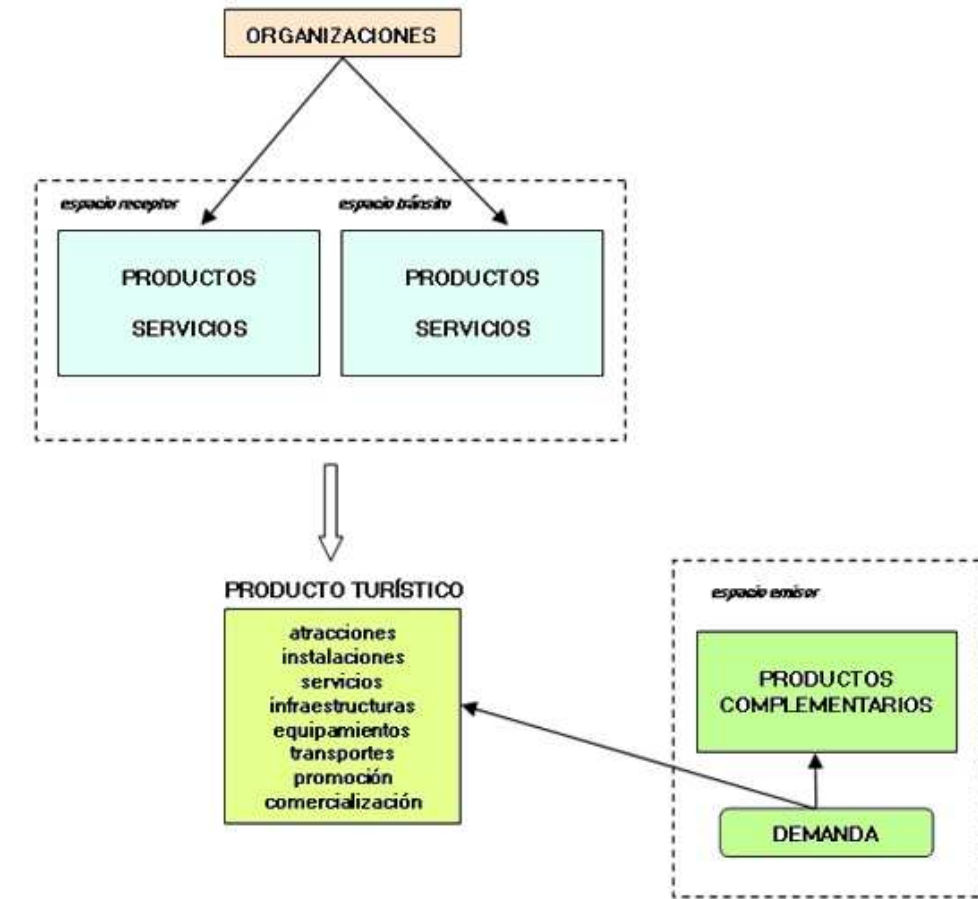 ORGANIZACIONES
espacio receptor
espacio tránsito
PRODUCTOS
SERVICIOS
PRODUCTOS
SERVICIOS
PRODUCTO TURÍSTICO
atracciones
instalaciones
servicios
infraestructuras
equipamientos
transportes
promoción
comercialización
espacio emisor
PRODUCTOS
COMPLEMENTARIOS
DEMANDA